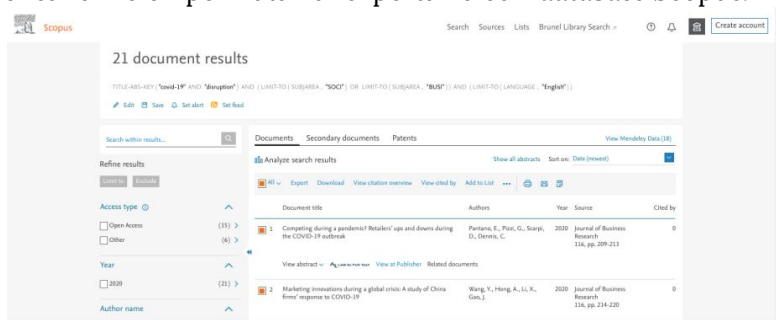 Scopus
Search Sources Lists Brunel Library Search
Create account
21 document results
TITLE-ABS-KEY ( "covid-19" AND "disruption" ) AND ( LIMIT-TO ( SUBJAREA , "SOCI" ) OR LIMIT-TO ( SUBJAREA , "BUSI" ) ) AND ( LIMIT-TO ( LANGUAGE , "English" ) )
Edit Save Set alert Set feed
Search within results...
Documents Secondary documents Patents View Mendeley Data (18)
Refine results
Limit to Exclude
Analyze search results Show all abstracts Sort on: Date (newest)
All Export Download View citation overview View cited by Add to List ...
Access type
Open Access (15)
Other (6)
Year
2020 (21)
Author name
Document title Authors Year Source Cited by
1 Competing during a pandemic? Retailers' ups and downs during the COVID-19 outbreak
Pantano, E., Pizzi, G., Scarpi, D., Dennis, C.
2020 Journal of Business Research
116, pp. 209-213
0
View abstract View at Publisher Related documents
2 Marketing innovations during a global crisis: A study of China firms' response to COVID-19
Wang, Y., Hong, A., Li, X., Gao, J.
2020 Journal of Business Research
116, pp. 214-220
0